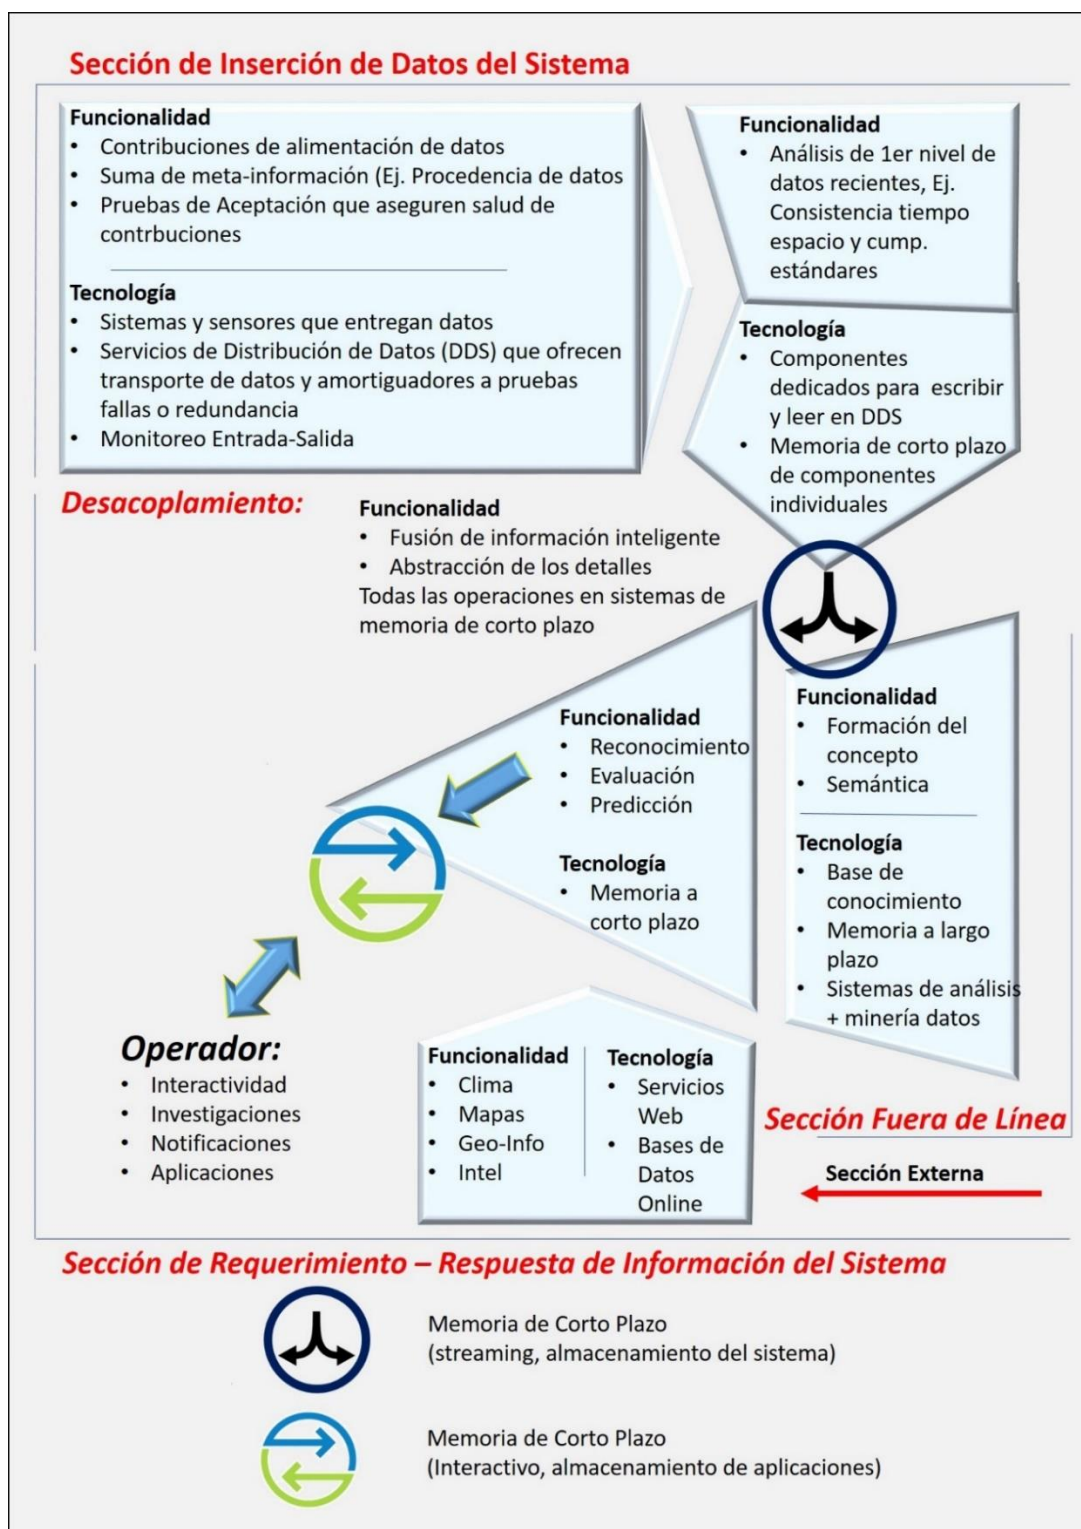 Sección de Inserción de Datos del Sistema
Funcionalidad
• Contribuciones de alimentación de datos
• Suma de meta-información (Ej. Procedencia de datos
• Pruebas de Aceptación que aseguren salud de
contrbuciones
Tecnología
• Sistemas y sensores que entregan datos
• Servicios de Distribución de Datos (DDS) que ofrecen
transporte de datos y amortiguadores a pruebas
fallas o redundancia
• Monitoreo Entrada-Salida
Funcionalidad
• Análisis de 1er nivel de
datos recientes, Ej.
Consistencia tiempo
espacio y cump.
estándares
Tecnología
• Componentes
dedicados para escribir
y leer en DDS
• Memoria de corto plazo
de componentes
individuales
Desacoplamiento:
Funcionalidad
• Fusión de información inteligente
• Abstracción de los detalles
Todas las operaciones en sistemas de
memoria de corto plazo
Funcionalidad
• Reconocimiento
• Evaluación
• Predicción
Tecnología
• Memoria a
corto plazo
Funcionalidad
• Formación del
concepto
• Semántica
Tecnología
• Base de
conocimiento
• Memoria a largo
plazo
• Sistemas de análisis
+ minería datos
Operador:
• Interactividad
• Investigaciones
• Notificaciones
• Aplicaciones
Funcionalidad
• Clima
• Mapas
• Geo-Info
• Intel
Tecnología
• Servicios
Web
• Bases de
Datos
Online
Sección Fuera de Línea
Sección Externa
Sección de Requerimiento – Respuesta de Información del Sistema
Memoria de Corto Plazo
(streaming, almacenamiento del sistema)
Memoria de Corto Plazo
(Interactivo, almacenamiento de aplicaciones)